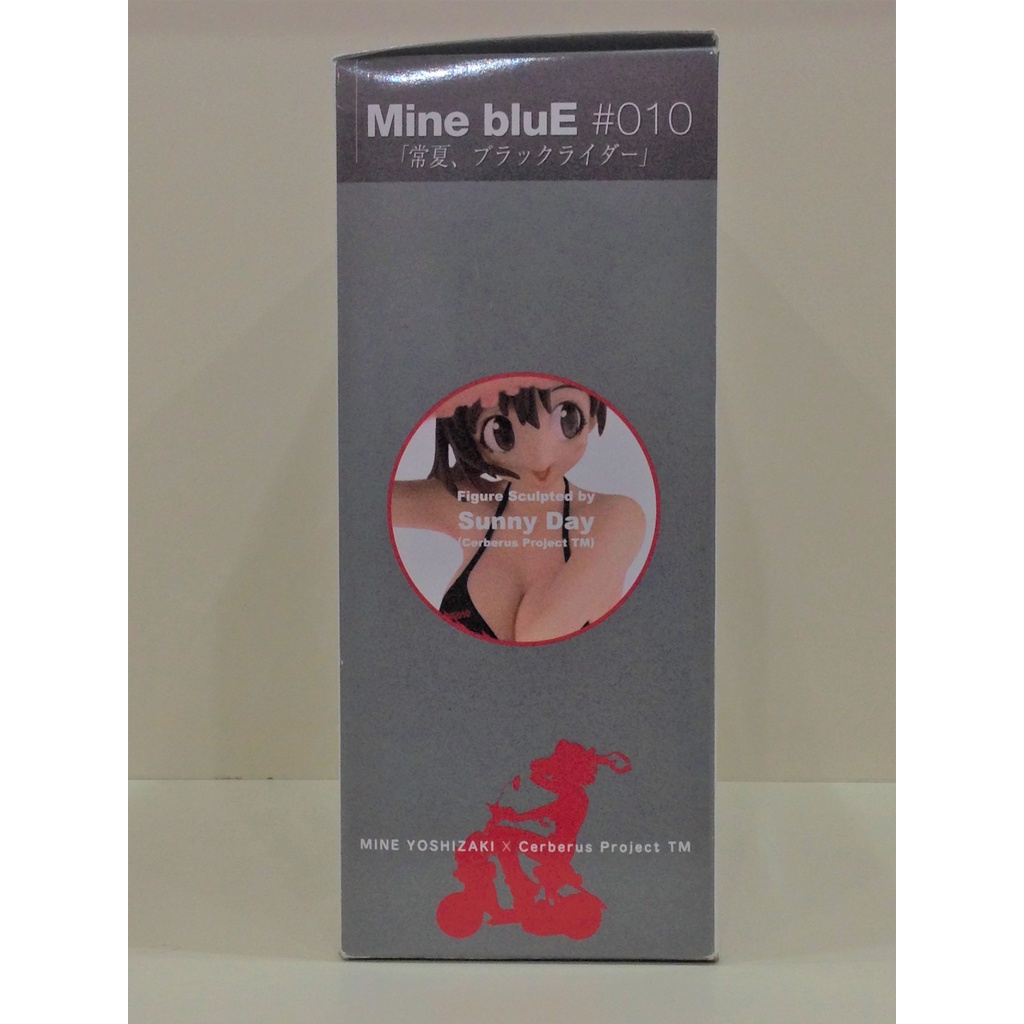 Mine bluE #010
「常夏、ブラックライダー」
Figure Sculpted by
Sunny Day
(Cerberus Project TM)
MINE YOSHIZAKI × Cerberus Project TM